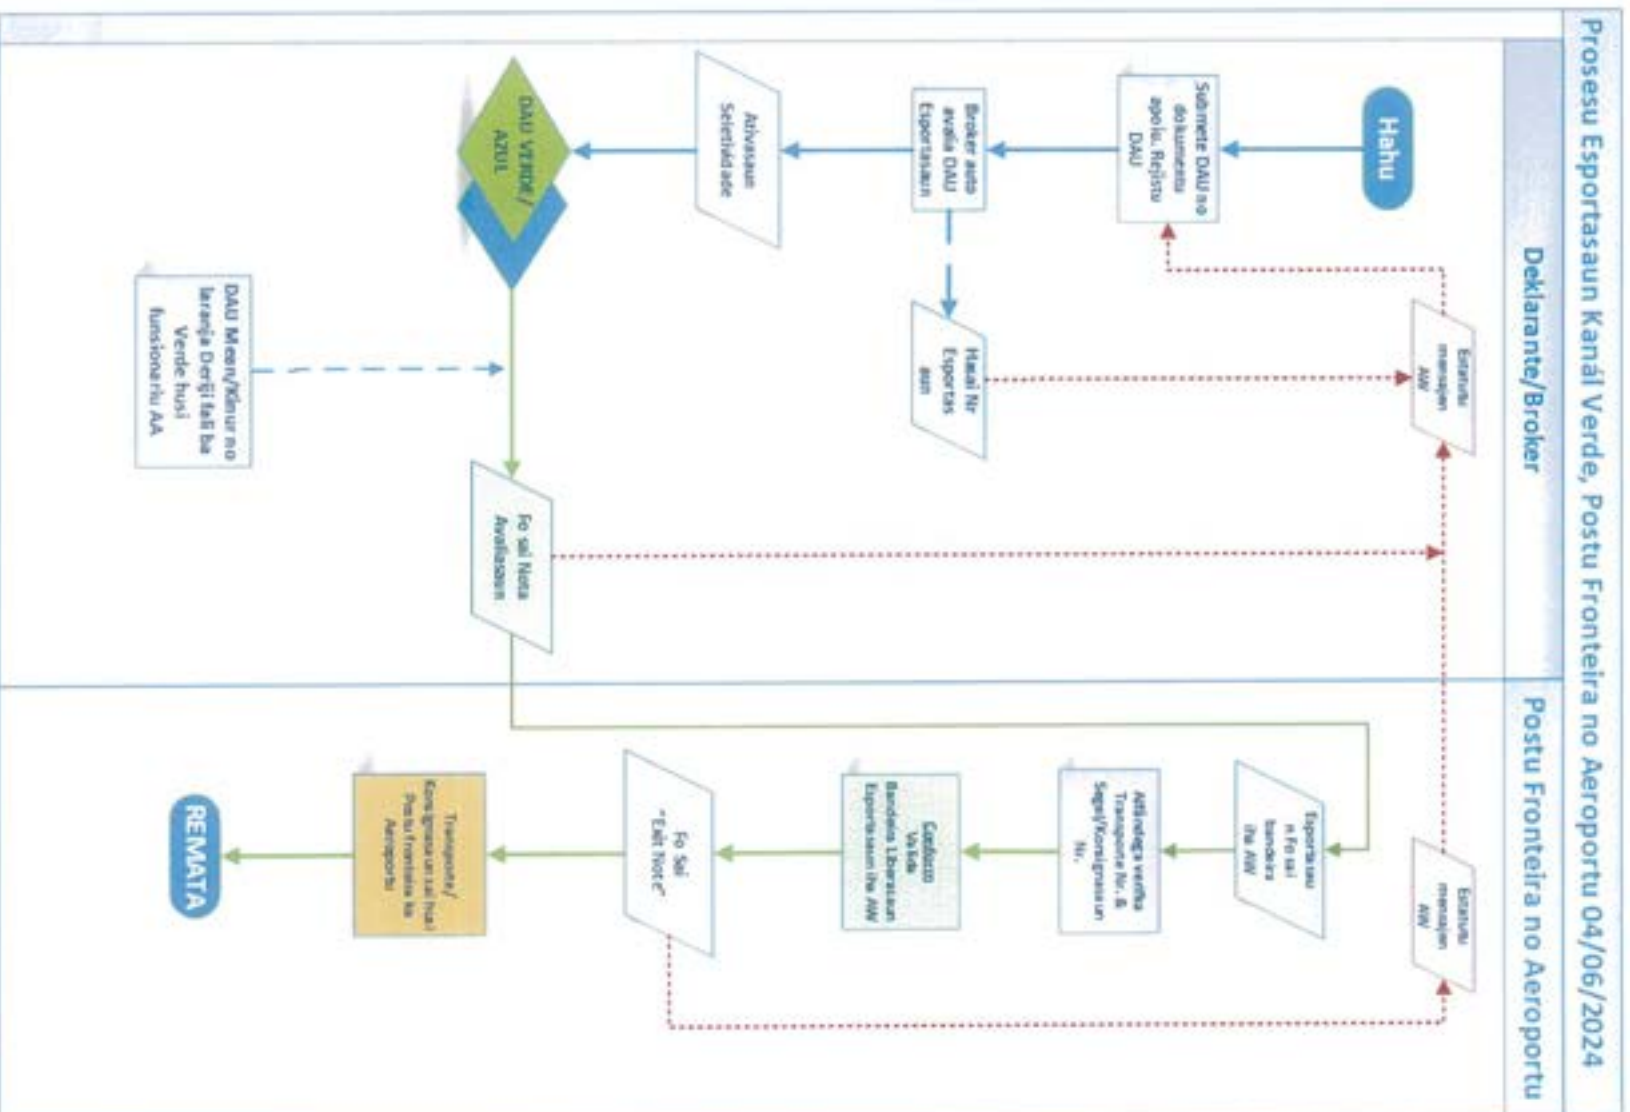 Prosesu Esportasaun Kanál Verde, Postu Fronteira no Aeroportu 04/06/2024
Deklarante/Broker
Postu Fronteira no Aeroportu
Hahu
Submete DAU no
dokumentu
apoiu. Rejistu
DAU
Broker auto
avalia DAU
Esportasaun
Hasai Nr
Esportas
aun
Estatutu
mensajen
AW
Ativasaun
Seletividade
DAU VERDE/
AZUL
DAU Mean/Kinur no
laranja Deriji fali ba
Verde husi
funsionariu AA
Fo sai Nota
Avaliasaun
Estatutu
mensajen
AW
Esportasau
n Fo sai
bandeira
iha AW
Alfándega verifika
Transporte Nr. &
Segel/Konsignasaun
Nr.
Valida
Bandeira Liberasaun
Esportasaun iha AW
Fo Sai
"Exit Note"
Transporte/
Konsignasaun sai husi
Postu fronteira ka
Aeroportu
REMATA